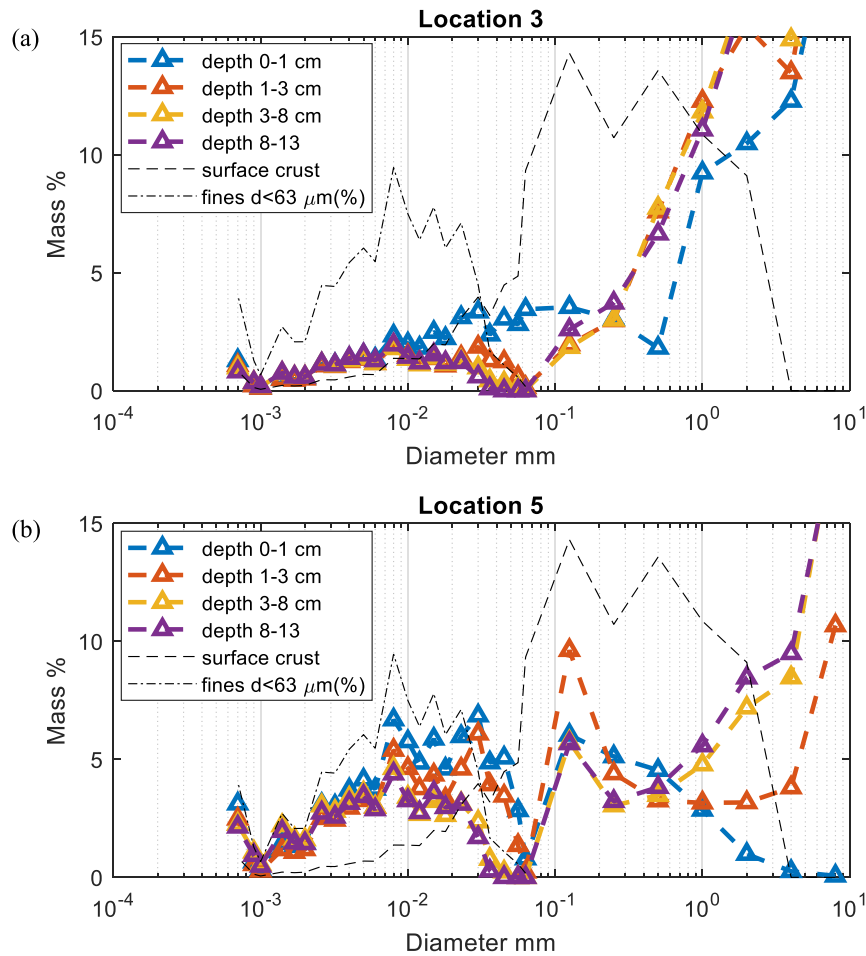 (a)
Location 3
15
10
5
0
Mass %
depth 0-1 cm
depth 1-3 cm
depth 3-8 cm
depth 8-13
surface crust
fines d<63 μm(%)
10^-4 10^-3 10^-2 10^-1 10^0 10^1
Diameter mm
(b)
Location 5
15
10
5
0
Mass %
depth 0-1 cm
depth 1-3 cm
depth 3-8 cm
depth 8-13
surface crust
fines d<63 μm(%)
10^-4 10^-3 10^-2 10^-1 10^0 10^1
Diameter mm